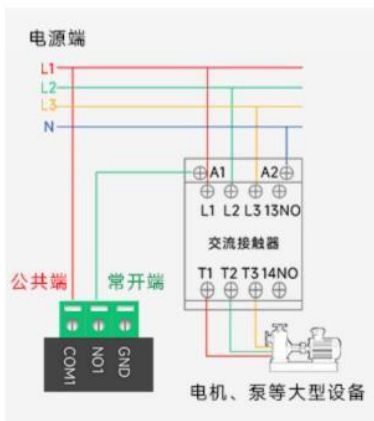 电源端
L1
L2
L3
N
A1 A2
L1 L2 L3 13NO
交流接触器
公共端 常开端
T1 T2 T3 14NO
COM1 NO1 GND
电机、泵等大型设备